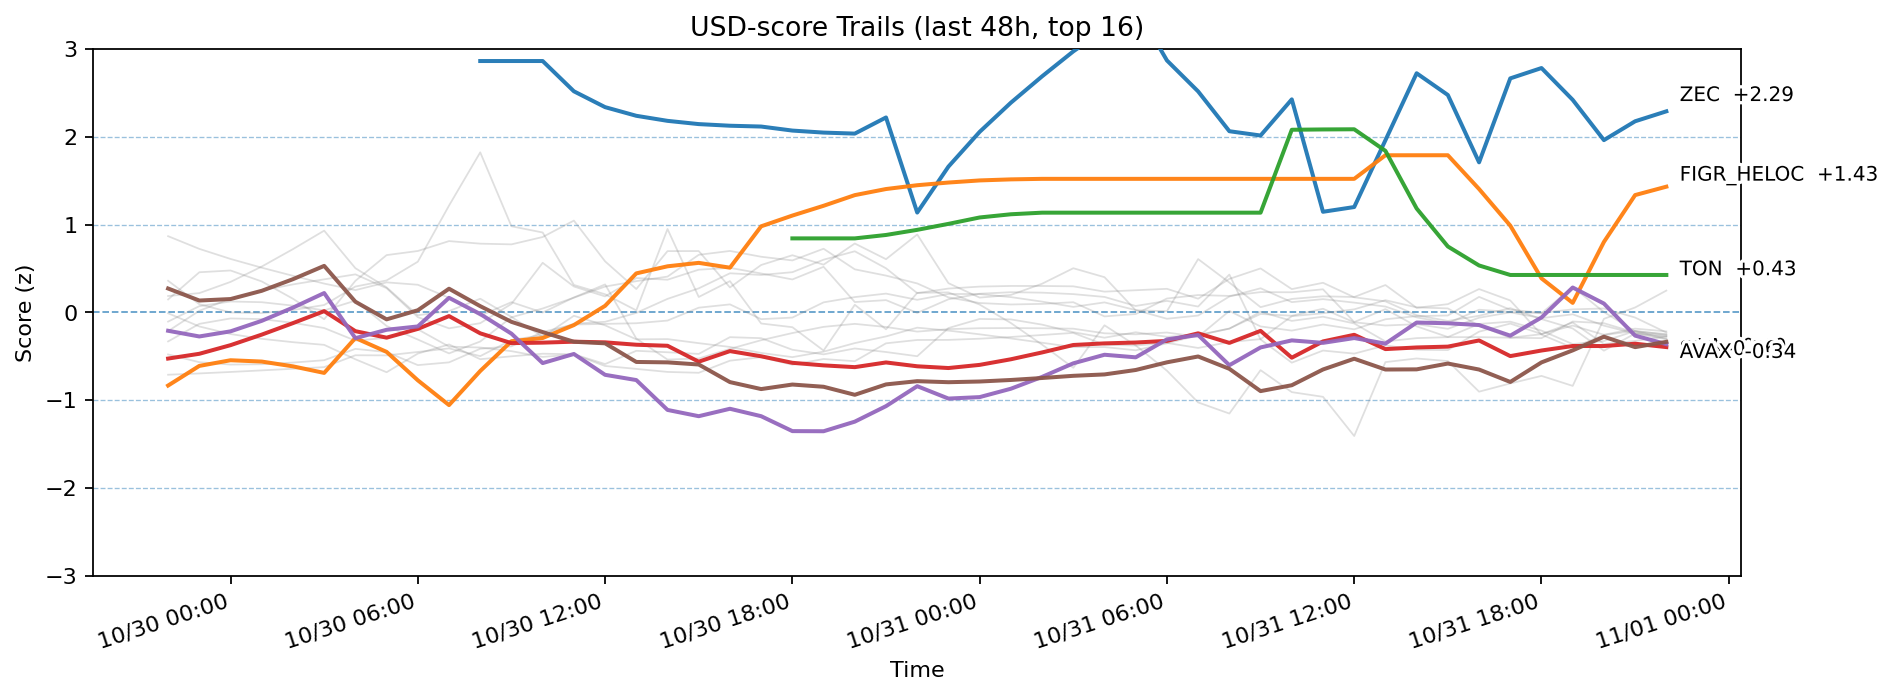 USD-score Trails (last 48h, top 16)
3
2
1
0
−1
−2
−3
Score (z)
ZEC +2.29
FIGR_HELOC +1.43
TON +0.43
AVAX -0.34
10/30 00:00
10/30 06:00
10/30 12:00
10/30 18:00
10/31 00:00
10/31 06:00
10/31 12:00
10/31 18:00
11/01 00:00
Time